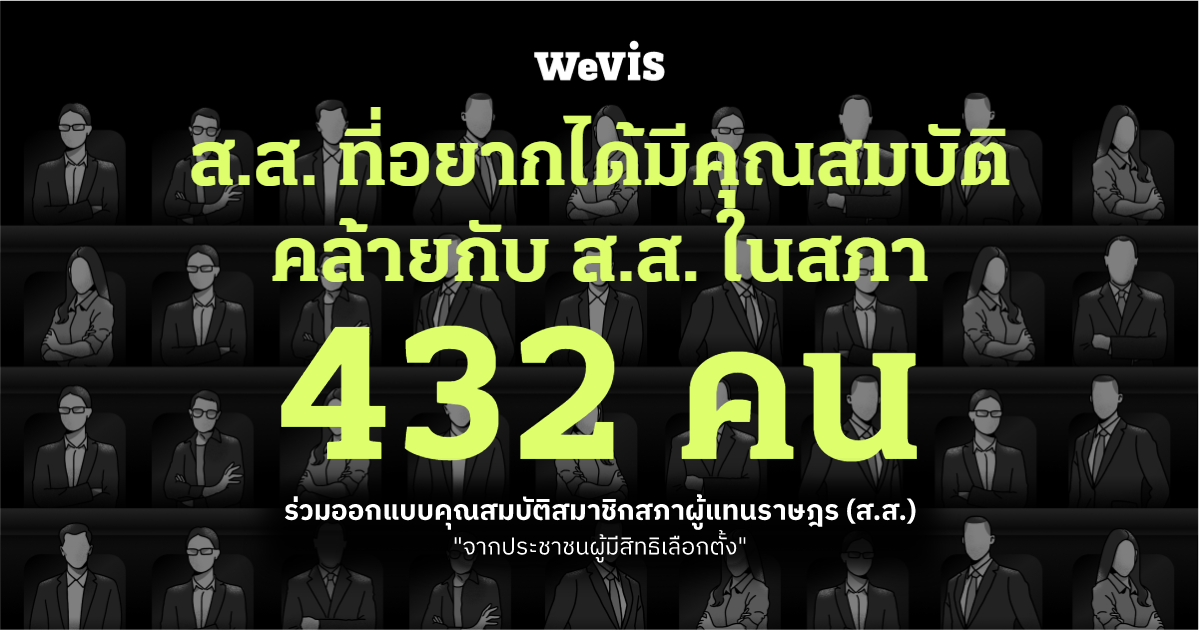 WeVIS
ส.ส. ที่อยากได้มีคุณสมบัติ
คล้ายกับ ส.ส. ในสภา
432 คน
ร่วมออกแบบคุณสมบัติสมาชิกสภาผู้แทนราษฎร (ส.ส.)
"จากประชาชนผู้มีสิทธิเลือกตั้ง"